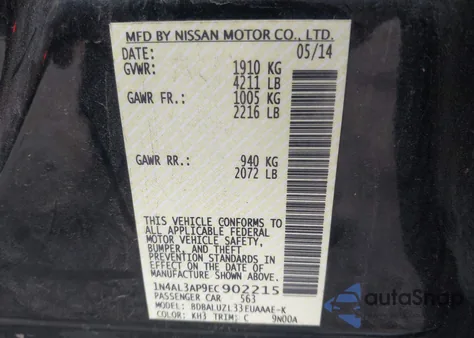 MFD BY NISSAN MOTOR CO., LTD.
DATE: 05/14
GVWR: 1910 KG
4211 LB
GAWR FR.: 1005 KG
2216 LB
GAWR RR.: 940 KG
2072 LB
THIS VEHICLE CONFORMS TO
ALL APPLICABLE FEDERAL
MOTOR VEHICLE SAFETY,
BUMPER, AND THEFT
PREVENTION STANDARDS IN
EFFECT ON THE DATE OF
MANUFACTURE SHOWN ABOVE.
1N4AL3AP9EC902215
PASSENGER CAR 563
MODEL: BDBALUZL33EUAAAE-K
COLOR: KH3 TRIM: C 9N00A
autoSnap